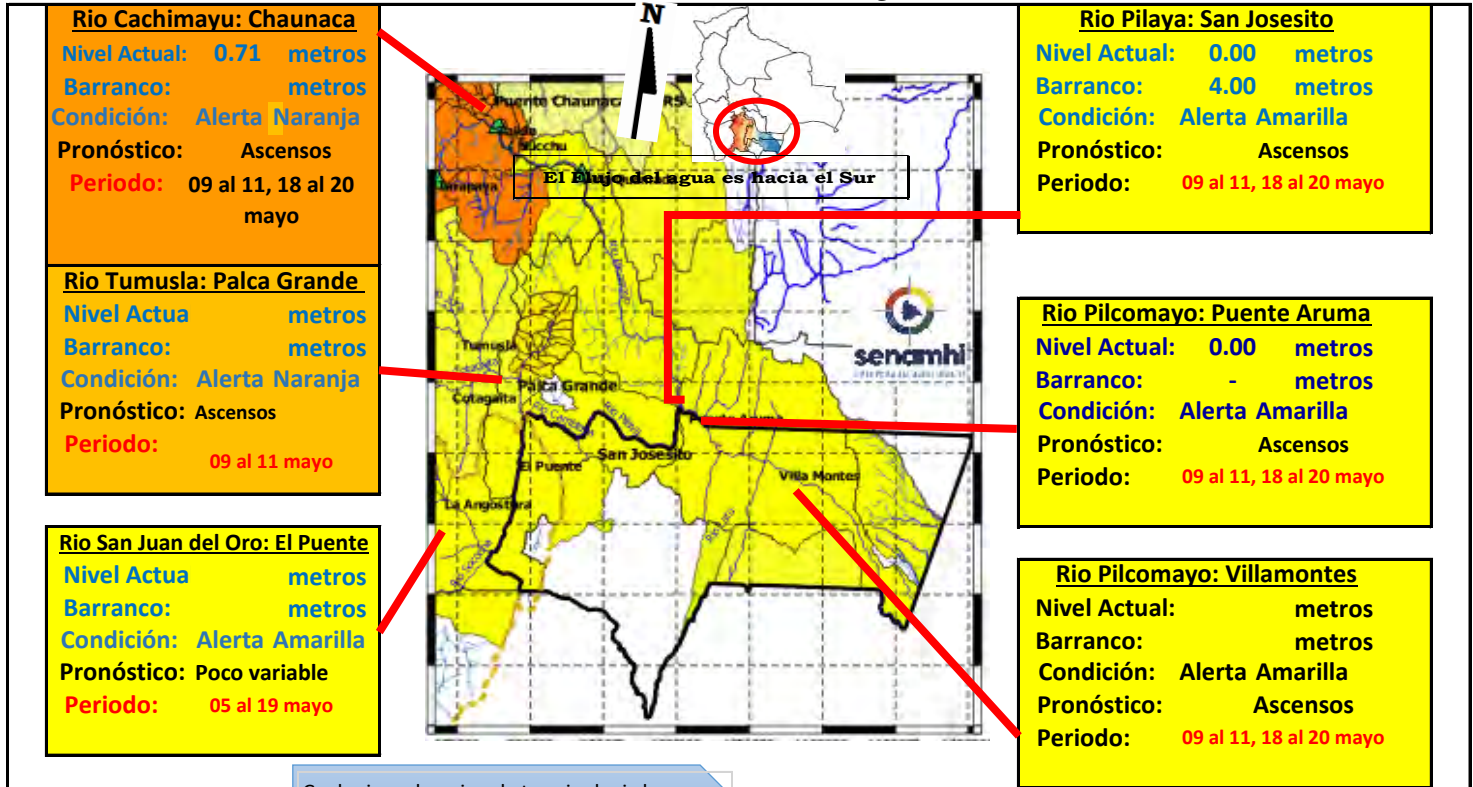 Rio Cachimayu: Chaunaca
Nivel Actual: 0.71 metros
Barranco: metros
Condición: Alerta Naranja
Pronóstico: Ascensos
Periodo: 09 al 11, 18 al 20
mayo
Rio Tumusla: Palca Grande
Nivel Actua metros
Barranco: metros
Condición: Alerta Naranja
Pronóstico: Ascensos
Periodo:
09 al 11 mayo
Rio San Juan del Oro: El Puente
Nivel Actua metros
Barranco: metros
Condición: Alerta Amarilla
Pronóstico: Poco variable
Periodo: 05 al 19 mayo
N
Puente Chaunaca
El Flujo del agua es hacia el Sur
Tarapaya
senamhi
Tumusla
Palca Grande
Cotagaita
Puente Aruma
San Josesito
El Puente
Villa Montes
La Angostura
Rio Pilaya: San Josesito
Nivel Actual: 0.00 metros
Barranco: 4.00 metros
Condición: Alerta Amarilla
Pronóstico: Ascensos
Periodo: 09 al 11, 18 al 20 mayo
Rio Pilcomayo: Puente Aruma
Nivel Actual: 0.00 metros
Barranco: - metros
Condición: Alerta Amarilla
Pronóstico: Ascensos
Periodo: 09 al 11, 18 al 20 mayo
Rio Pilcomayo: Villamontes
Nivel Actual: metros
Barranco: metros
Condición: Alerta Amarilla
Pronóstico: Ascensos
Periodo: 09 al 11, 18 al 20 mayo